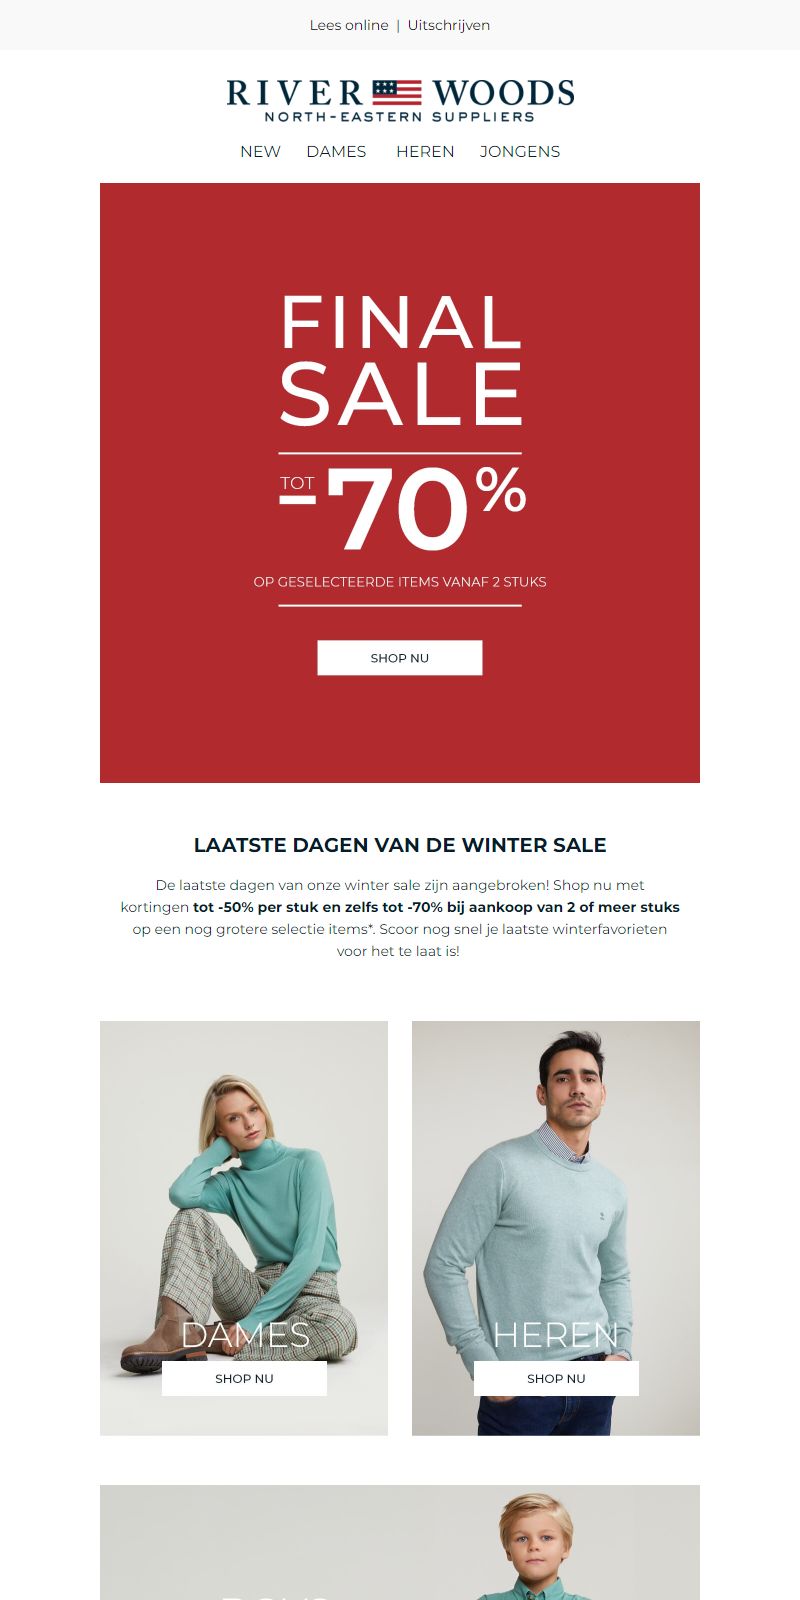 Lees online | Uitschrijven
RIVER WOODS
NORTH-EASTERN SUPPLIERS
NEW DAMES HEREN JONGENS
FINAL
SALE
TOT
-70%
OP GESELECTEERDE ITEMS VANAF 2 STUKS
SHOP NU
LAATSTE DAGEN VAN DE WINTER SALE
De laatste dagen van onze winter sale zijn aangebroken! Shop nu met
kortingen tot -50% per stuk en zelfs tot -70% bij aankoop van 2 of meer stuks
op een nog grotere selectie items*. Scoor nog snel je laatste winterfavorieten
voor het te laat is!
DAMES
SHOP NU
HEREN
SHOP NU